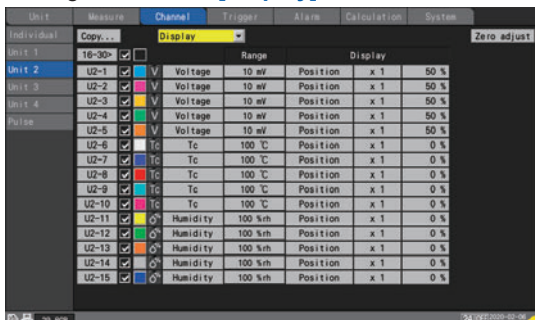 Unit Measure Channel Trigger Alarm Calculation System
Individual Copy... Display Zero adjust
Unit 1 16-30> Range Display
Unit 2 U2-1 V Voltage 10 mV Position x 1 50 %
U2-2 V Voltage 10 mV Position x 1 50 %
Unit 3 U2-3 V Voltage 10 mV Position x 1 50 %
Unit 4 U2-4 V Voltage 10 mV Position x 1 50 %
Pulse U2-5 V Voltage 10 mV Position x 1 50 %
U2-6 Tc Tc 100 ℃ Position x 1 0 %
U2-7 Tc Tc 100 ℃ Position x 1 0 %
U2-8 Tc Tc 100 ℃ Position x 1 0 %
U2-9 Tc Tc 100 ℃ Position x 1 0 %
U2-10 Tc Tc 100 ℃ Position x 1 0 %
U2-11 Humidity 100 %rh Position x 1 0 %
U2-12 Humidity 100 %rh Position x 1 0 %
U2-13 Humidity 100 %rh Position x 1 0 %
U2-14 Humidity 100 %rh Position x 1 0 %
U2-15 Humidity 100 %rh Position x 1 0 %
2020-02-06